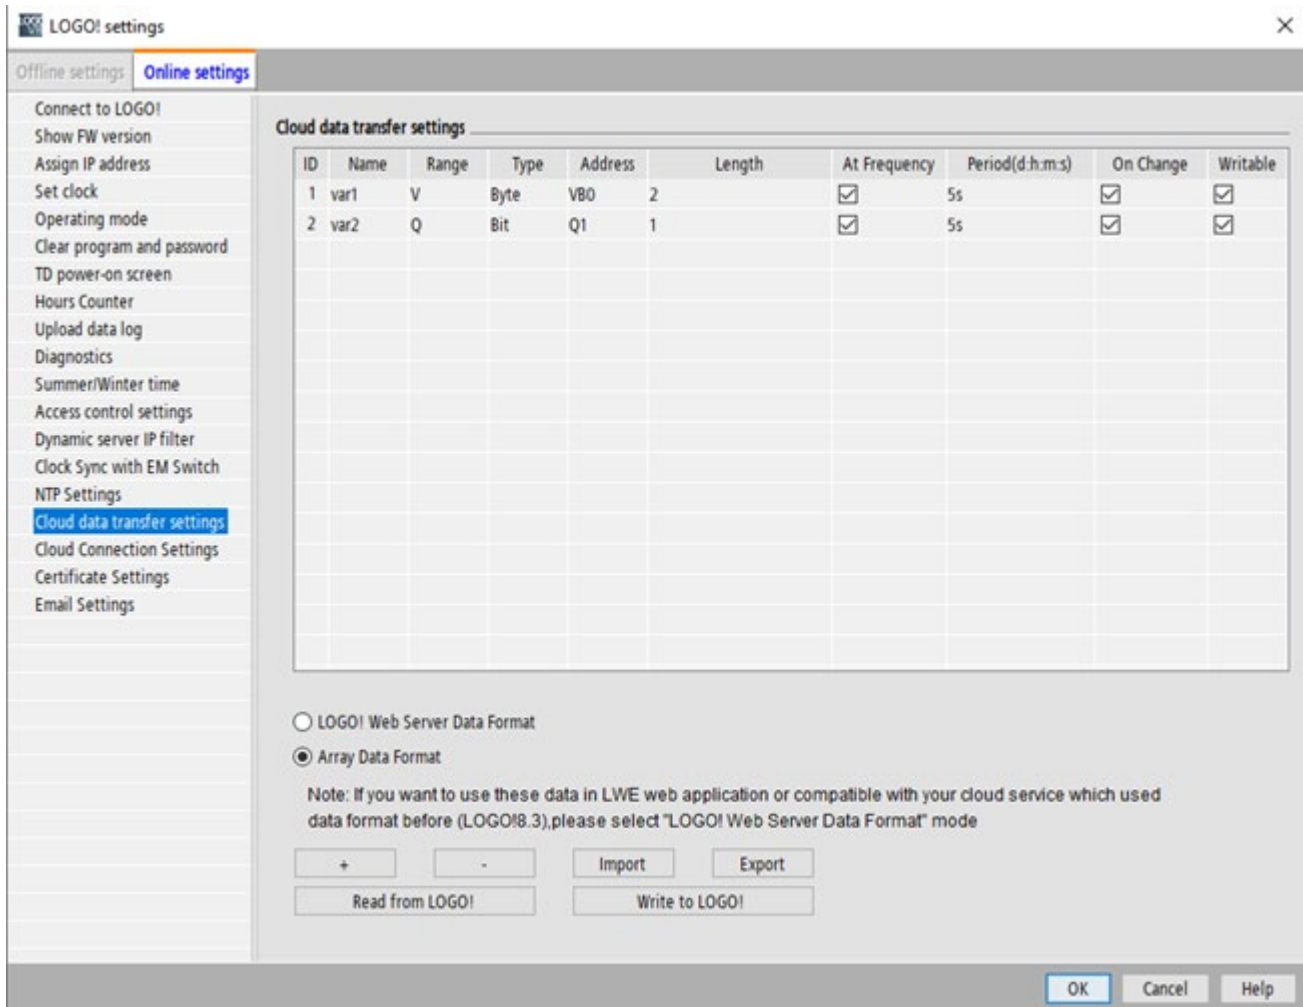 LOGO! settings
Offline settings Online settings
Connect to LOGO!
Show FW version
Assign IP address
Set clock
Operating mode
Clear program and password
TD power-on screen
Hours Counter
Upload data log
Diagnostics
Summer/Winter time
Access control settings
Dynamic server IP filter
Clock Sync with EM Switch
NTP Settings
Cloud data transfer settings
Cloud Connection Settings
Certificate Settings
Email Settings
Cloud data transfer settings
ID Name Range Type Address Length At Frequency Period(d:h:m:s) On Change Writable
1 var1 V Byte VB0 2 5s
2 var2 Q Bit Q1 1 5s
LOGO! Web Server Data Format
Array Data Format
Note: If you want to use these data in LWE web application or compatible with your cloud service which used
data format before (LOGO!8.3),please select "LOGO! Web Server Data Format" mode
+ - Import Export
Read from LOGO! Write to LOGO!
OK Cancel Help